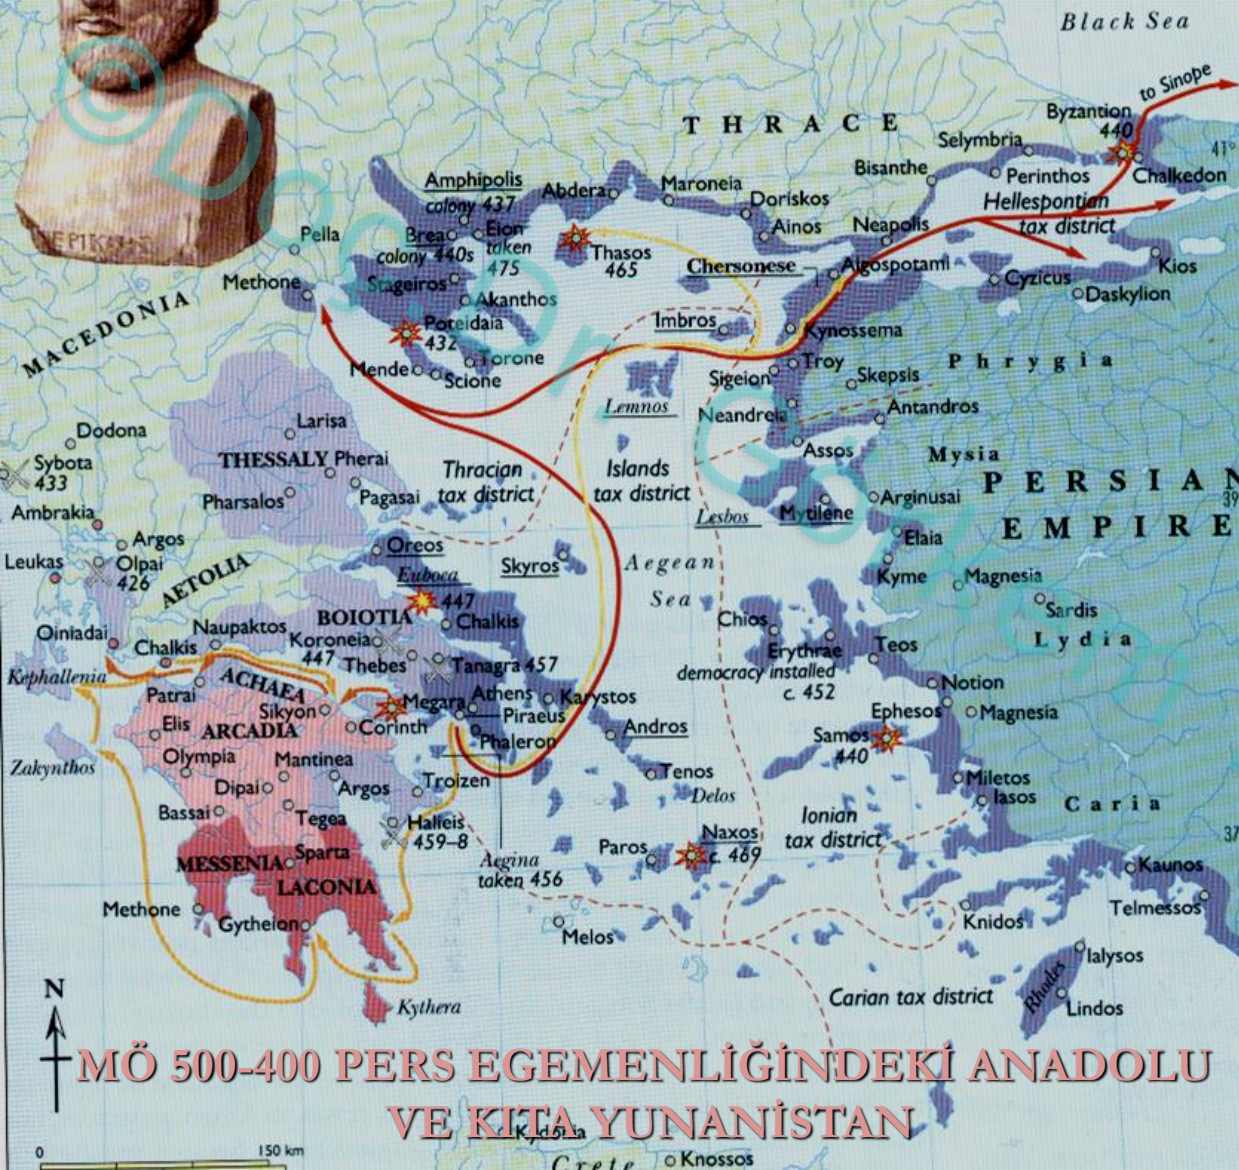 Black Sea
to Sinope
Byzantion
440
THRACE
Selymbria
41°
Bisanthe
Perinthos
Chalkedon
Amphipolis
colony 437
Abdera
Maroneia
Doriskos
Hellespontian
tax district
ΕΠΙΚ
Pella
Brea
colony 440s
Eion
taken
475
Ainos
Neapolis
Thasos
465
Chersonese
Aigospotami
Kios
Methone
Stageiros
Akanthos
Cyzicus
Daskylion
MACEDONIA
Poteidaia
432
Imbros
Kynossema
Mende
Torone
Scione
Troy
Phrygia
Sigeion
Skepsis
Lemnos
Neandreia
Antandros
Larisa
Dodona
Assos
Mysia
Sybota
433
THESSALY
Pherai
Thracian
tax district
Islands
tax district
PERSIAN
EMPIRE
39
Pharsalos
Pagasai
Lesbos
Mytilene
Arginusai
Ambrakia
Argos
Oreos
Elaia
Leukas
Olpai
426
AETOLIA
Euboea
447
Skyros
Aegean
Sea
Kyme
Magnesia
Sardis
BOIOTIA
Chalkis
Chios
Lydia
Oiniadai
Naupaktos
Koroneia
447
Erythrae
democracy installed
c. 452
Teos
Chalkis
Thebes
Tanagra 457
Kephallenia
Patrai
ACHAEA
Sikyon
Megara
Athens
Karystos
Notion
Piraeus
Ephesos
Magnesia
Elis
ARCADIA
Corinth
Phaleron
Andros
Samos
440
Olympia
Mantinea
Zakynthos
Dipai
Argos
Troizen
Tenos
Delos
Miletos
Iasos
Caria
Bassai
Tegea
Halieis
459–8
Ionian
tax district
Naxos
c. 469
37
MESSENIA
Sparta
Paros
LACONIA
Aegina
taken 456
Kaunos
Methone
Gytheion
Melos
Knidos
Telmessos
Ialysos
Rhodes
Lindos
N
Kythera
Carian tax district
MÖ 500-400 PERS EGEMENLİĞİNDEKİ ANADOLU
VE KITA YUNANİSTAN
Kydonia
0
150 km
Crete
Knossos